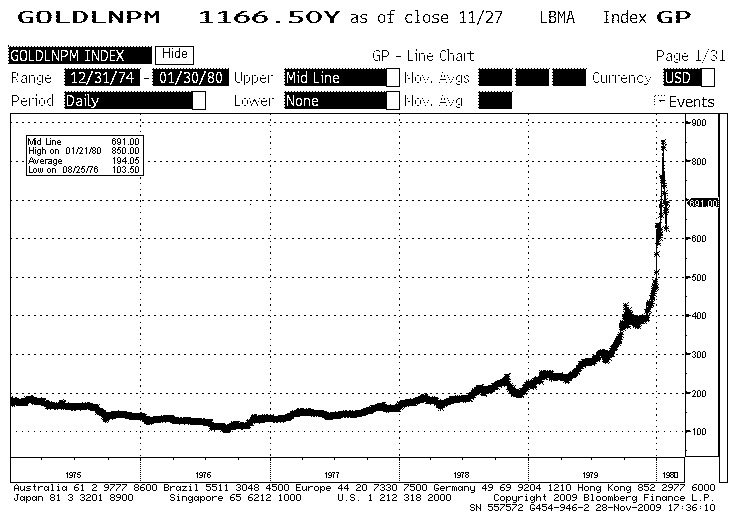 GOLDLNPM 1166.50Y as of close 11/27 LBMA Index GP
GOLDLNPM INDEX Hide GP - Line Chart Page 1/31
Range 12/31/74 - 01/30/80 Upper Mid Line Mov. Avgs Currency USD
Period Daily Lower None Mov. Avg Events
Mid Line 691.00
High on 01/21/80 850.00
Average 194.05
Low on 08/25/76 103.50
900
800
691.00
600
500
400
300
200
100
1975 1976 1977 1978 1979 1980
Australia 61 2 9777 8600 Brazil 5511 3048 4500 Europe 44 20 7330 7500 Germany 49 69 9204 1210 Hong Kong 852 2977 6000
Japan 81 3 3201 8900 Singapore 65 6212 1000 U.S. 1 212 318 2000 Copyright 2009 Bloomberg Finance L.P.
SN 557572 G454-946-2 28-Nov-2009 17:36:10